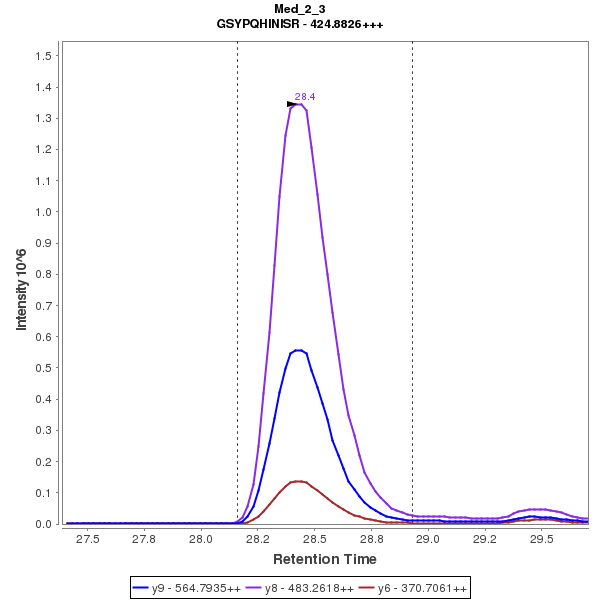 Med_2_3
GSYPQHINISR - 424.8826+++
Intensity 10^6
1.5
1.4
1.3
1.2
1.1
1.0
0.9
0.8
0.7
0.6
0.5
0.4
0.3
0.2
0.1
0.0
28.4
27.5 27.8 28.0 28.2 28.5 28.8 29.0 29.2 29.5
Retention Time
y9 - 564.7935++ y8 - 483.2618++ y6 - 370.7061++